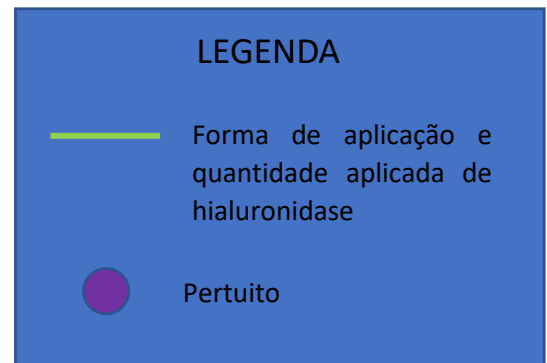 LEGENDA
Forma de aplicação e
quantidade aplicada de
hialuronidase
Pertuito